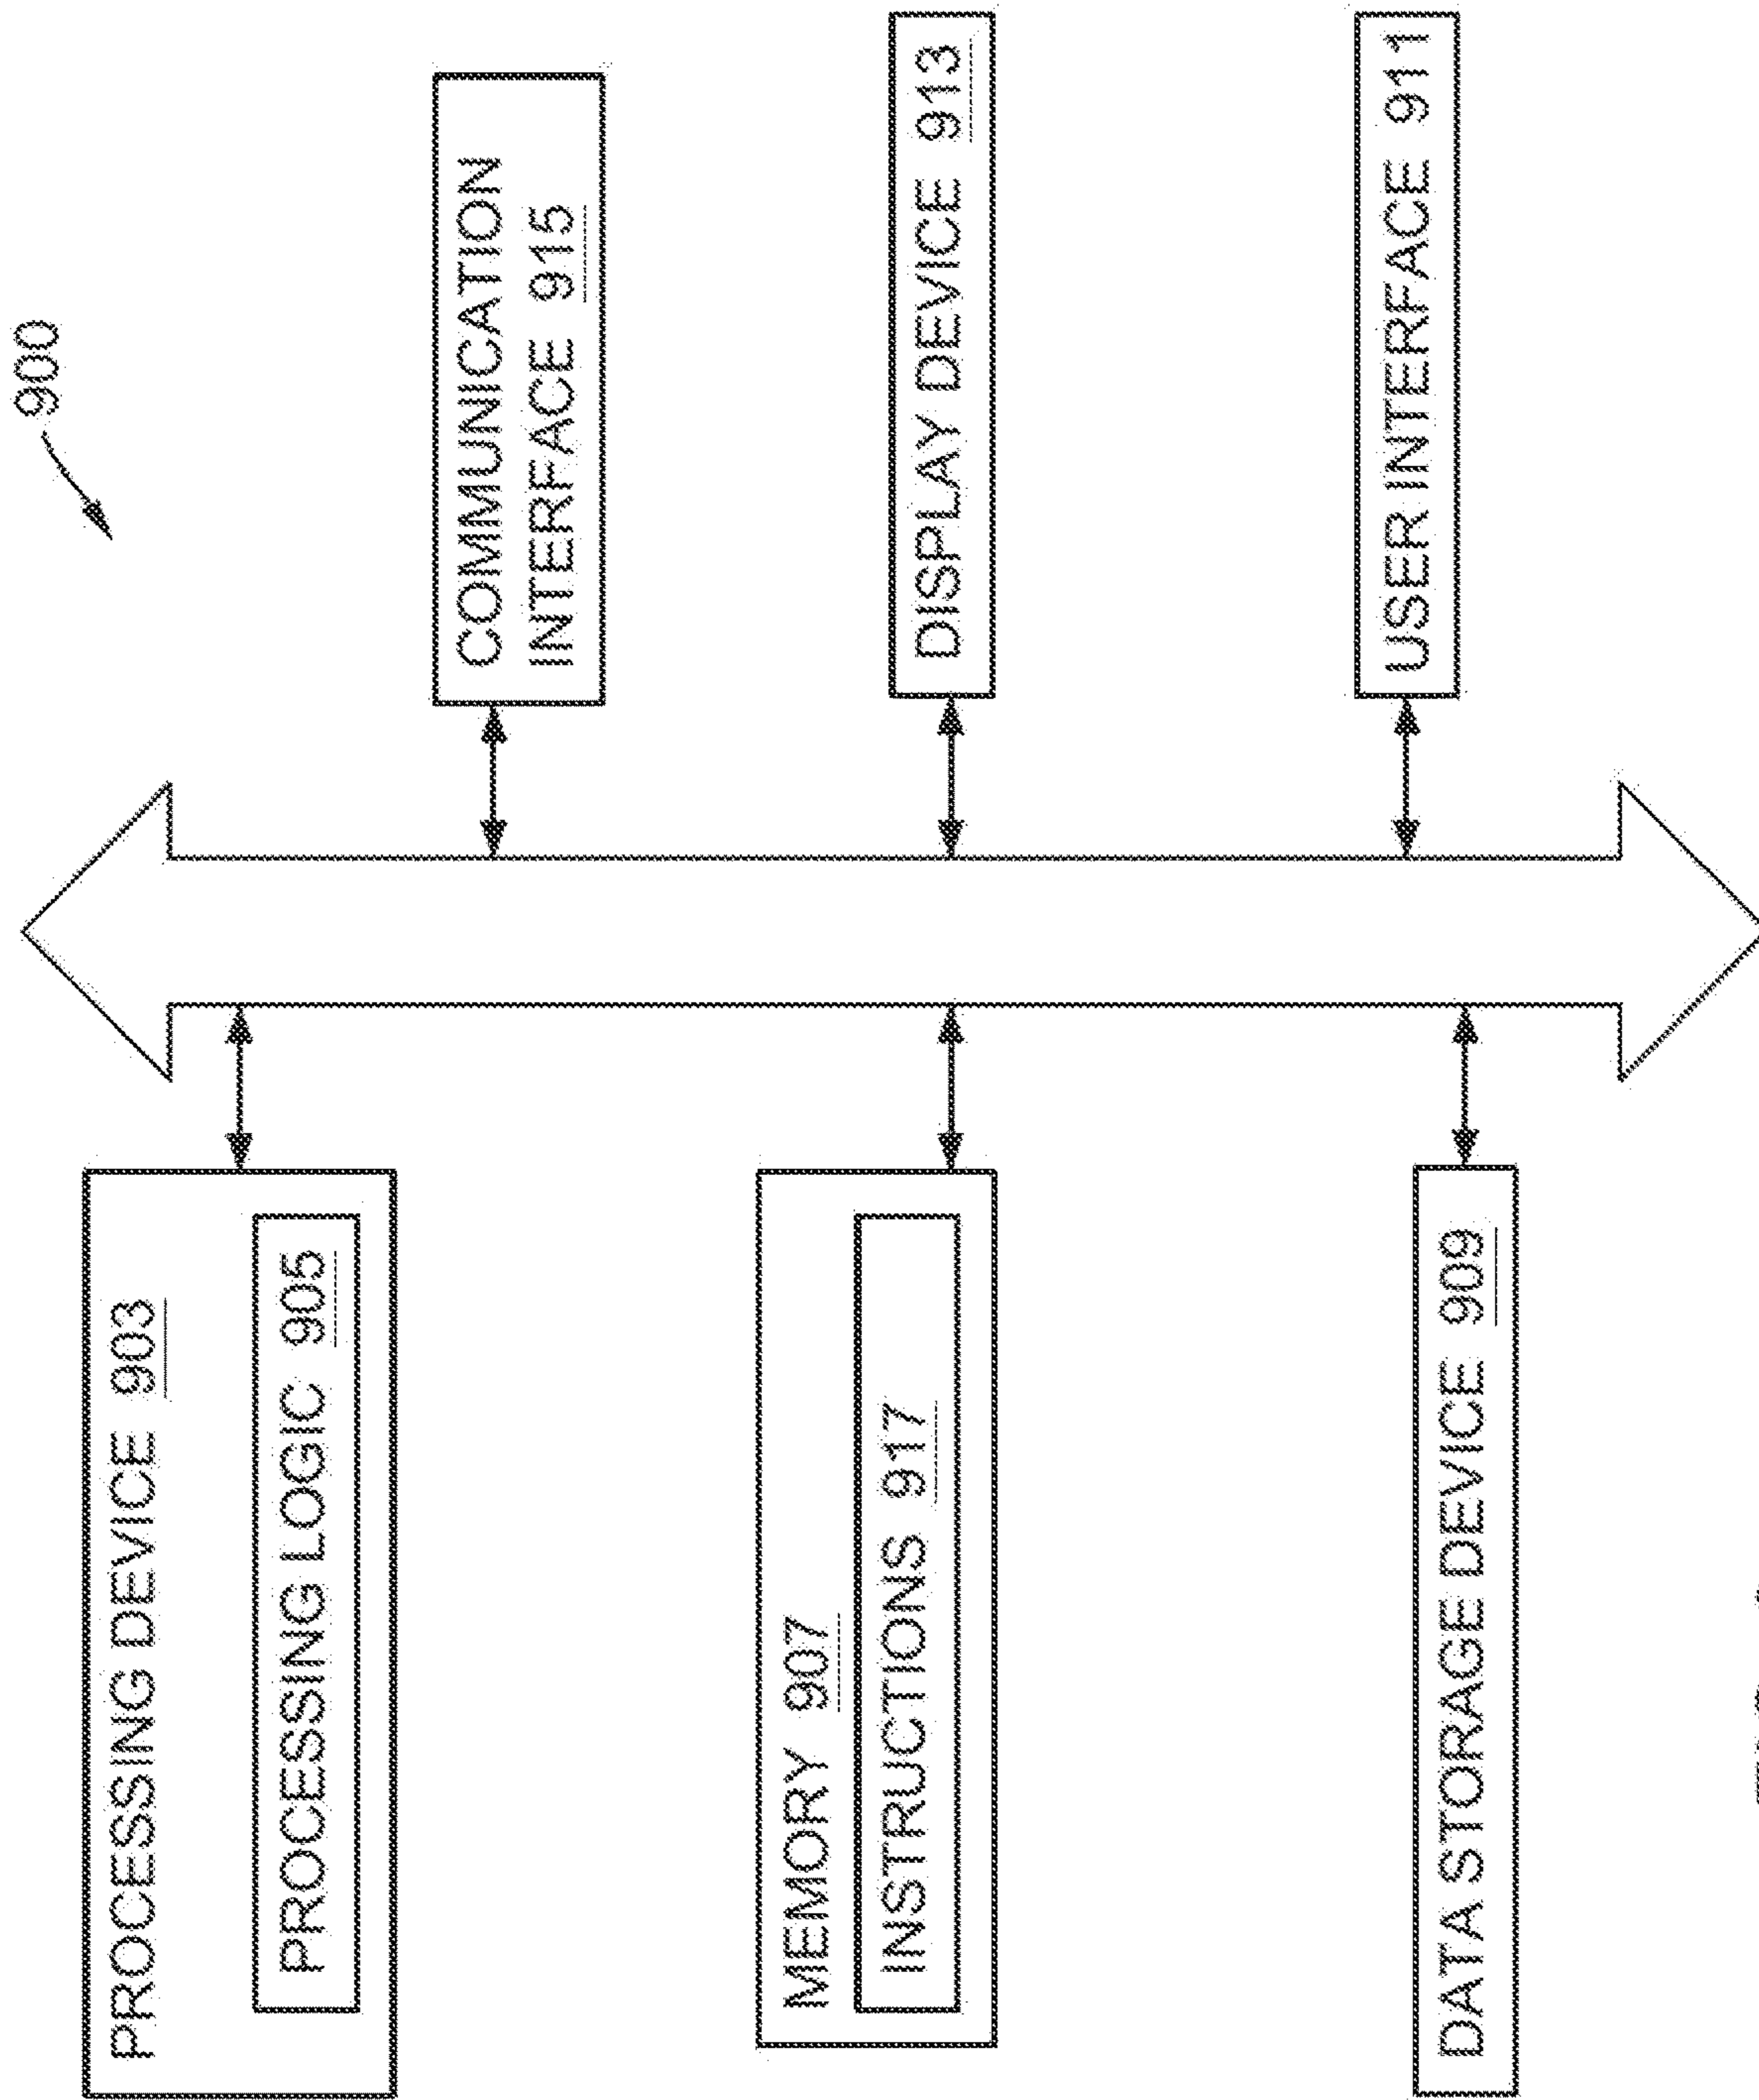 900
PROCESSING DEVICE 903
PROCESSING LOGIC 905
MEMORY 907
INSTRUCTIONS 917
DATA STORAGE DEVICE 909
COMMUNICATION
INTERFACE 915
DISPLAY DEVICE 913
USER INTERFACE 911